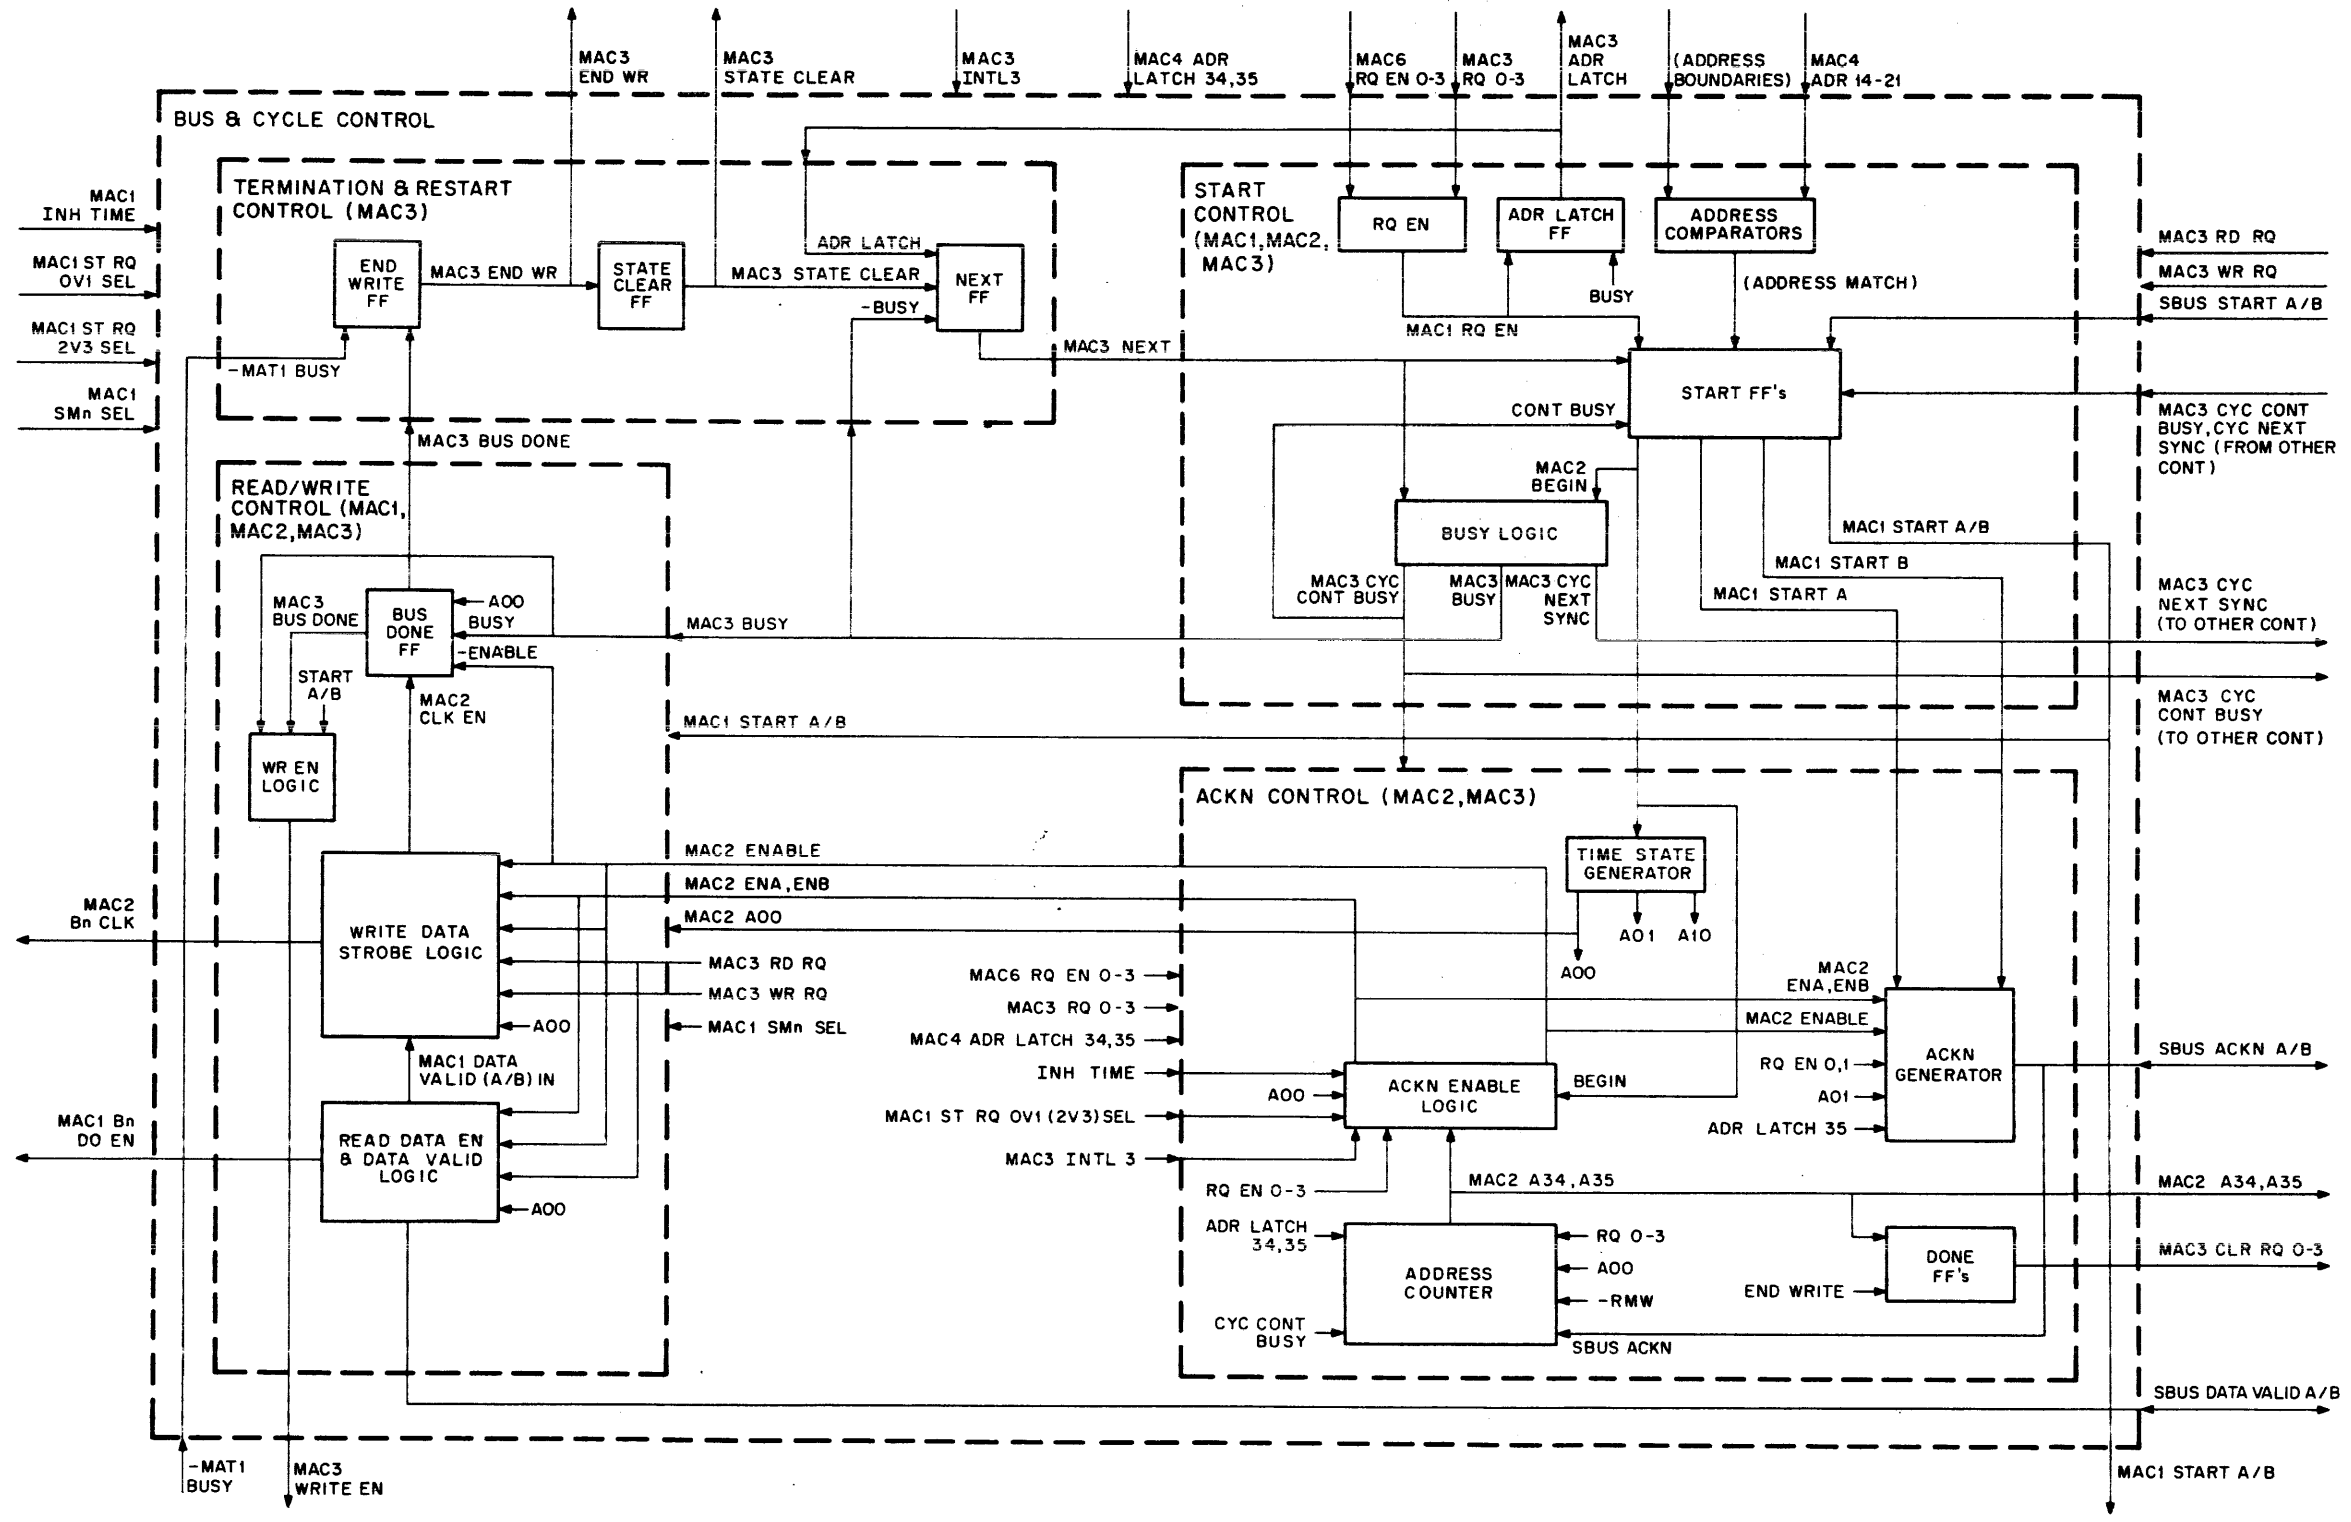 MAC3
END WR
MAC3
STATE CLEAR
MAC3
INTL3
MAC4 ADR
LATCH 34,35
MAC6
RQ EN 0-3
MAC3
RQ 0-3
MAC3
ADR
LATCH
(ADDRESS
BOUNDARIES)
MAC4
ADR 14-21
BUS & CYCLE CONTROL
TERMINATION & RESTART
CONTROL (MAC3)
END
WRITE
FF
MAC3 END WR
STATE
CLEAR
FF
MAC3 STATE CLEAR
ADR LATCH
-BUSY
NEXT
FF
-MAT1 BUSY
MAC3 NEXT
MAC3 BUS DONE
MAC1
INH TIME
MAC1 ST RQ
0V1 SEL
MAC1 ST RQ
2V3 SEL
MAC1
SMn SEL
START
CONTROL
(MAC1,MAC2,
MAC3)
RQ EN
ADR LATCH
FF
ADDRESS
COMPARATORS
BUSY
(ADDRESS MATCH)
MAC1 RQ EN
START FF's
CONT BUSY
MAC2
BEGIN
BUSY LOGIC
MAC3 CYC
CONT BUSY
MAC3
BUSY
MAC3 CYC
NEXT
SYNC
MAC1 START A/B
MAC1 START B
MAC1 START A
MAC3 RD RQ
MAC3 WR RQ
SBUS START A/B
MAC3 CYC CONT
BUSY, CYC NEXT
SYNC (FROM OTHER
CONT)
MAC3 CYC
NEXT SYNC
(TO OTHER CONT)
MAC3 CYC
CONT BUSY
(TO OTHER CONT)
READ/WRITE
CONTROL (MAC1,
MAC2,MAC3)
MAC3
BUS DONE
BUS
DONE
FF
A00
BUSY
-ENABLE
MAC3 BUSY
START
A/B
MAC2
CLK EN
WR EN
LOGIC
MAC1 START A/B
MAC2 ENABLE
MAC2 ENA,ENB
MAC2 A00
WRITE DATA
STROBE LOGIC
MAC3 RD RQ
MAC3 WR RQ
A00
MAC1 SMn SEL
MAC1 DATA
VALID (A/B) IN
READ DATA EN
& DATA VALID
LOGIC
A00
MAC2
Bn CLK
MAC1 Bn
DO EN
ACKN CONTROL (MAC2,MAC3)
TIME STATE
GENERATOR
A01
A10
A00
MAC6 RQ EN 0-3
MAC3 RQ 0-3
MAC4 ADR LATCH 34,35
INH TIME
A00
MAC1 ST RQ 0V1 (2V3)SEL
MAC3 INTL 3
RQ EN 0-3
ACKN ENABLE
LOGIC
BEGIN
MAC2
ENA,ENB
MAC2 ENABLE
RQ EN 0,1
A01
ADR LATCH 35
ACKN
GENERATOR
SBUS ACKN A/B
MAC2 A34,A35
MAC2 A34,A35
ADR LATCH
34,35
CYC CONT
BUSY
ADDRESS
COUNTER
RQ 0-3
A00
-RMW
SBUS ACKN
END WRITE
DONE
FF's
MAC3 CLR RQ 0-3
SBUS DATA VALID A/B
-MAT1
BUSY
MAC3
WRITE EN
MAC1 START A/B